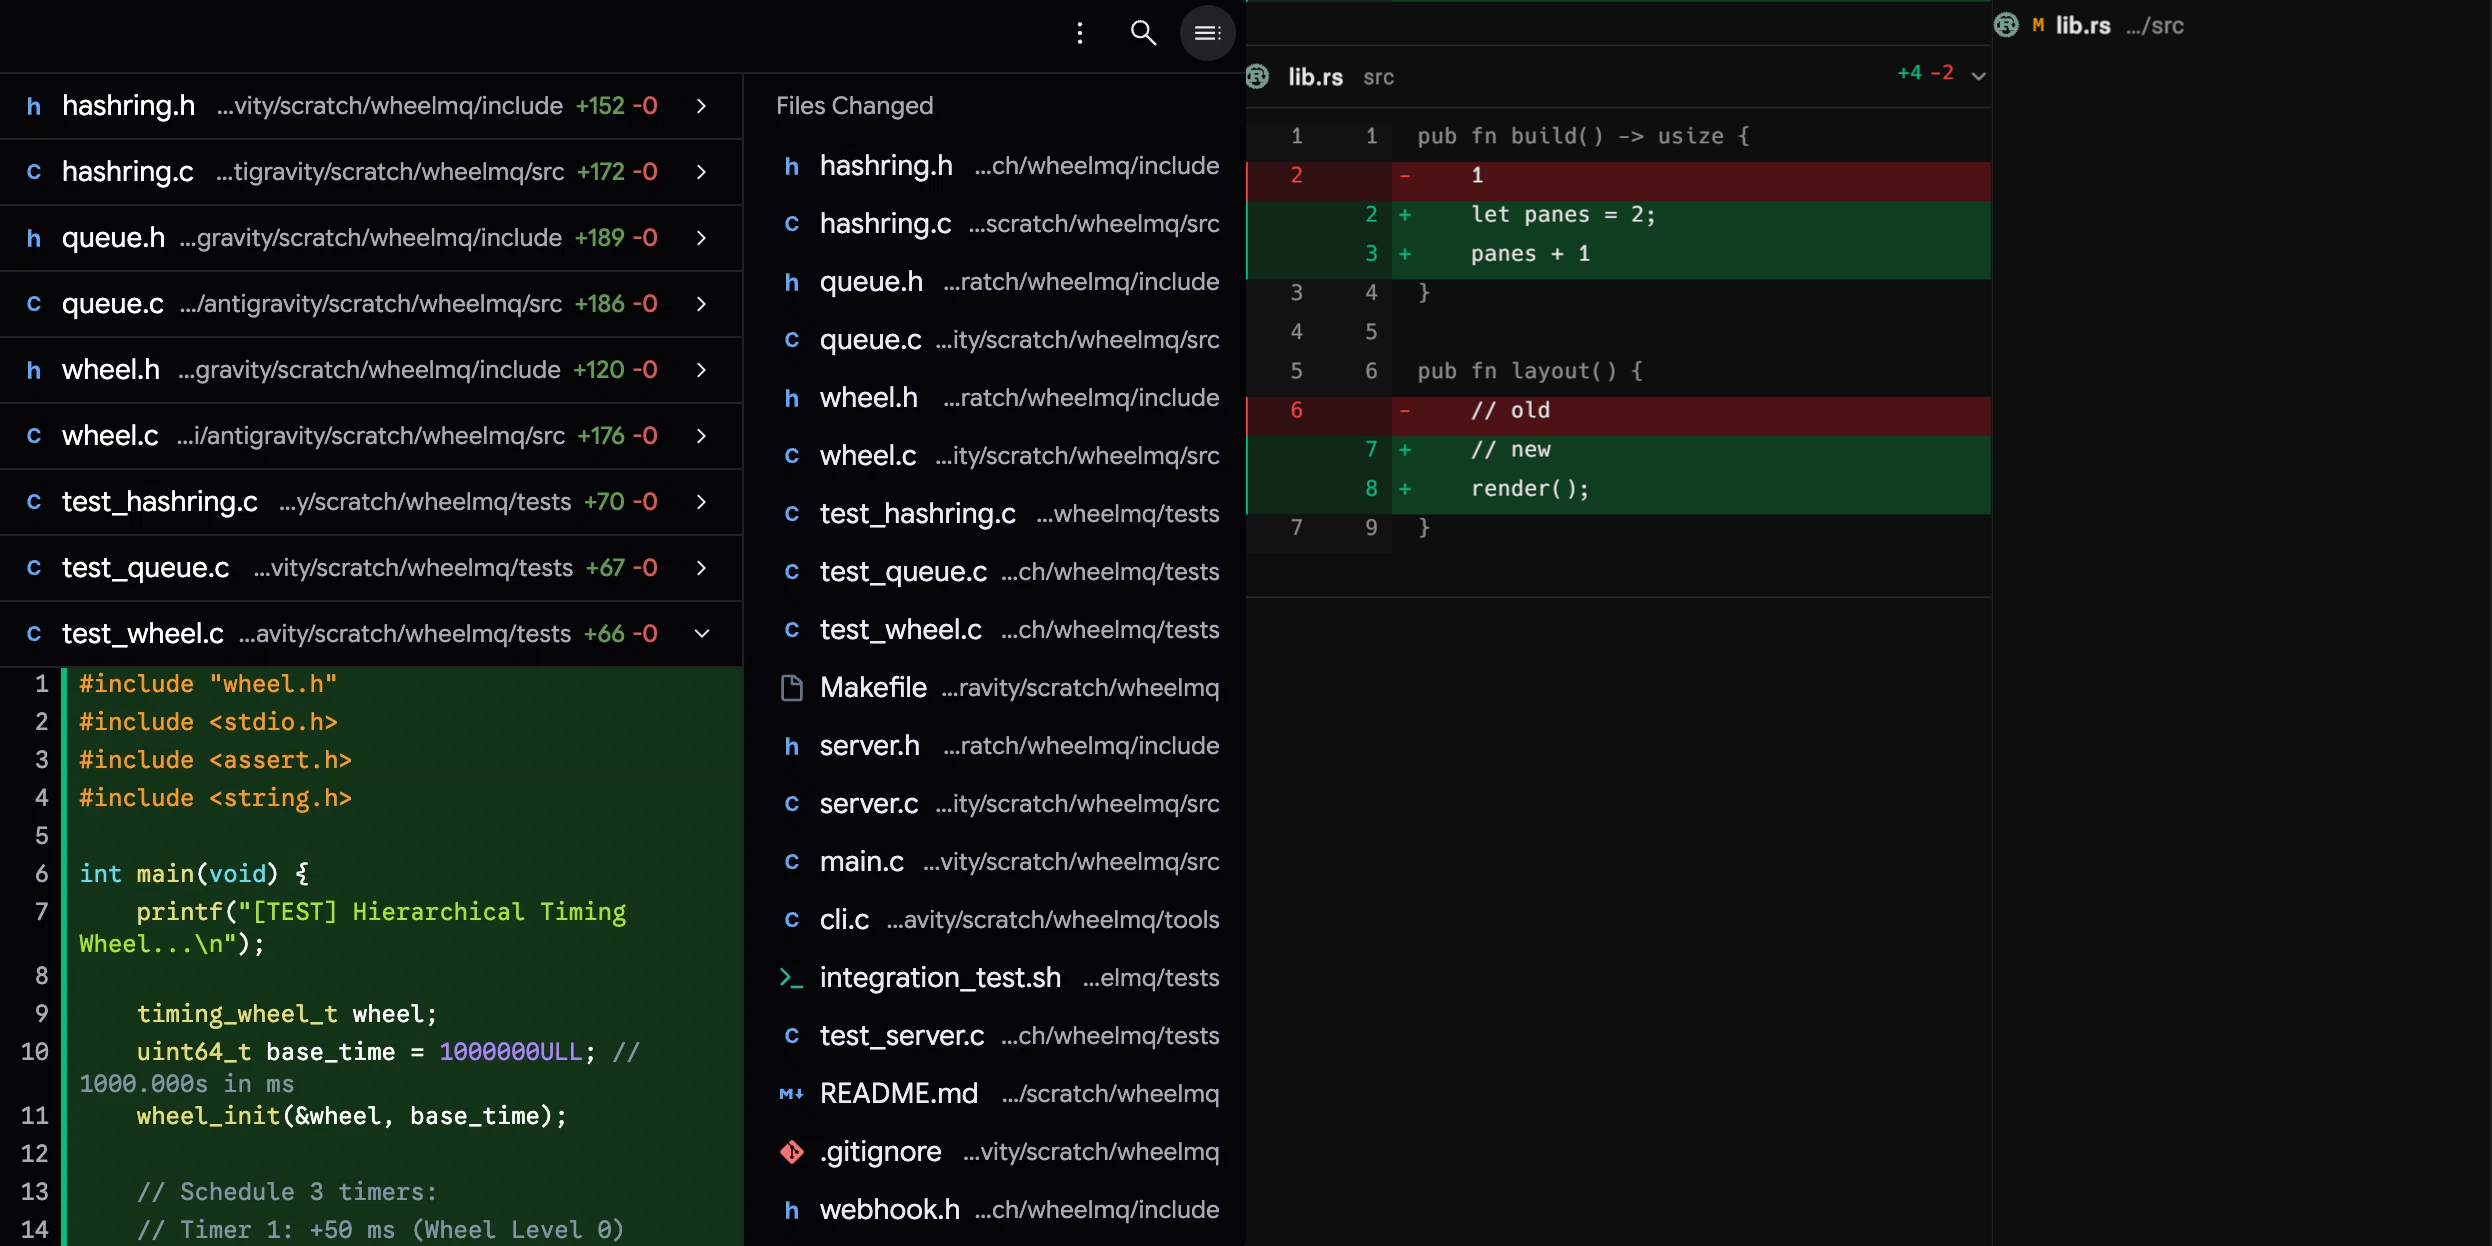 h hashring.h ...vity/scratch/wheelmq/include +152 -0
C hashring.c ...tigravity/scratch/wheelmq/src +172 -0
h queue.h ...gravity/scratch/wheelmq/include +189 -0
C queue.c .../antigravity/scratch/wheelmq/src +186 -0
h wheel.h ...gravity/scratch/wheelmq/include +120 -0
C wheel.c ...i/antigravity/scratch/wheelmq/src +176 -0
C test_hashring.c ...y/scratch/wheelmq/tests +70 -0
C test_queue.c ...vity/scratch/wheelmq/tests +67 -0
C test_wheel.c ...avity/scratch/wheelmq/tests +66 -0
1 #include "wheel.h"
2 #include <stdio.h>
3 #include <assert.h>
4 #include <string.h>
5
6 int main(void) {
7     printf("[TEST] Hierarchical Timing
Wheel...\n");
8
9     timing_wheel_t wheel;
10     uint64_t base_time = 1000000ULL; //
1000.000s in ms
11     wheel_init(&wheel, base_time);
12
13     // Schedule 3 timers:
14     // Timer 1: +50 ms (Wheel Level 0)
Files Changed
h hashring.h ...ch/wheelmq/include
C hashring.c ...scratch/wheelmq/src
h queue.h ...ratch/wheelmq/include
C queue.c ...ity/scratch/wheelmq/src
h wheel.h ...ratch/wheelmq/include
C wheel.c ...ity/scratch/wheelmq/src
C test_hashring.c ...wheelmq/tests
C test_queue.c ...ch/wheelmq/tests
C test_wheel.c ...ch/wheelmq/tests
Makefile ...ravity/scratch/wheelmq
h server.h ...ratch/wheelmq/include
C server.c ...ity/scratch/wheelmq/src
C main.c ...vity/scratch/wheelmq/src
C cli.c ...avity/scratch/wheelmq/tools
>_ integration_test.sh ...elmq/tests
C test_server.c ...ch/wheelmq/tests
M↓ README.md .../scratch/wheelmq
.gitignore ...vity/scratch/wheelmq
h webhook.h ...ch/wheelmq/include
R lib.rs src +4 -2
1 1 pub fn build() -> usize {
2 -     1
2 +     let panes = 2;
3 +     panes + 1
3 4 }
4 5
5 6 pub fn layout() {
6 -     // old
7 +     // new
8 +     render();
7 9 }
R M lib.rs .../src